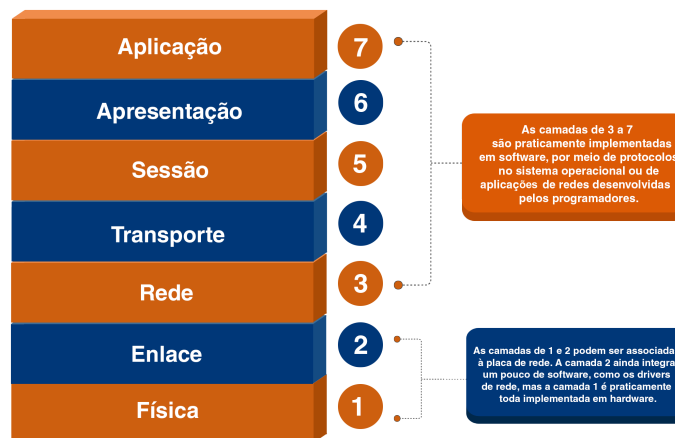 Aplicação
7
Apresentação
6
Sessão
5
Transporte
4
Rede
3
Enlace
2
Física
1
As camadas de 3 a 7
são praticamente implementadas
em software, por meio de protocolos
no sistema operacional ou de
aplicações de redes desenvolvidas
pelos programadores.
As camadas de 1 e 2 podem ser associada
à placa de rede. A camada 2 ainda integra
um pouco de software, como os drivers
de rede, mas a camada 1 é praticamente
toda implementada em hardware.